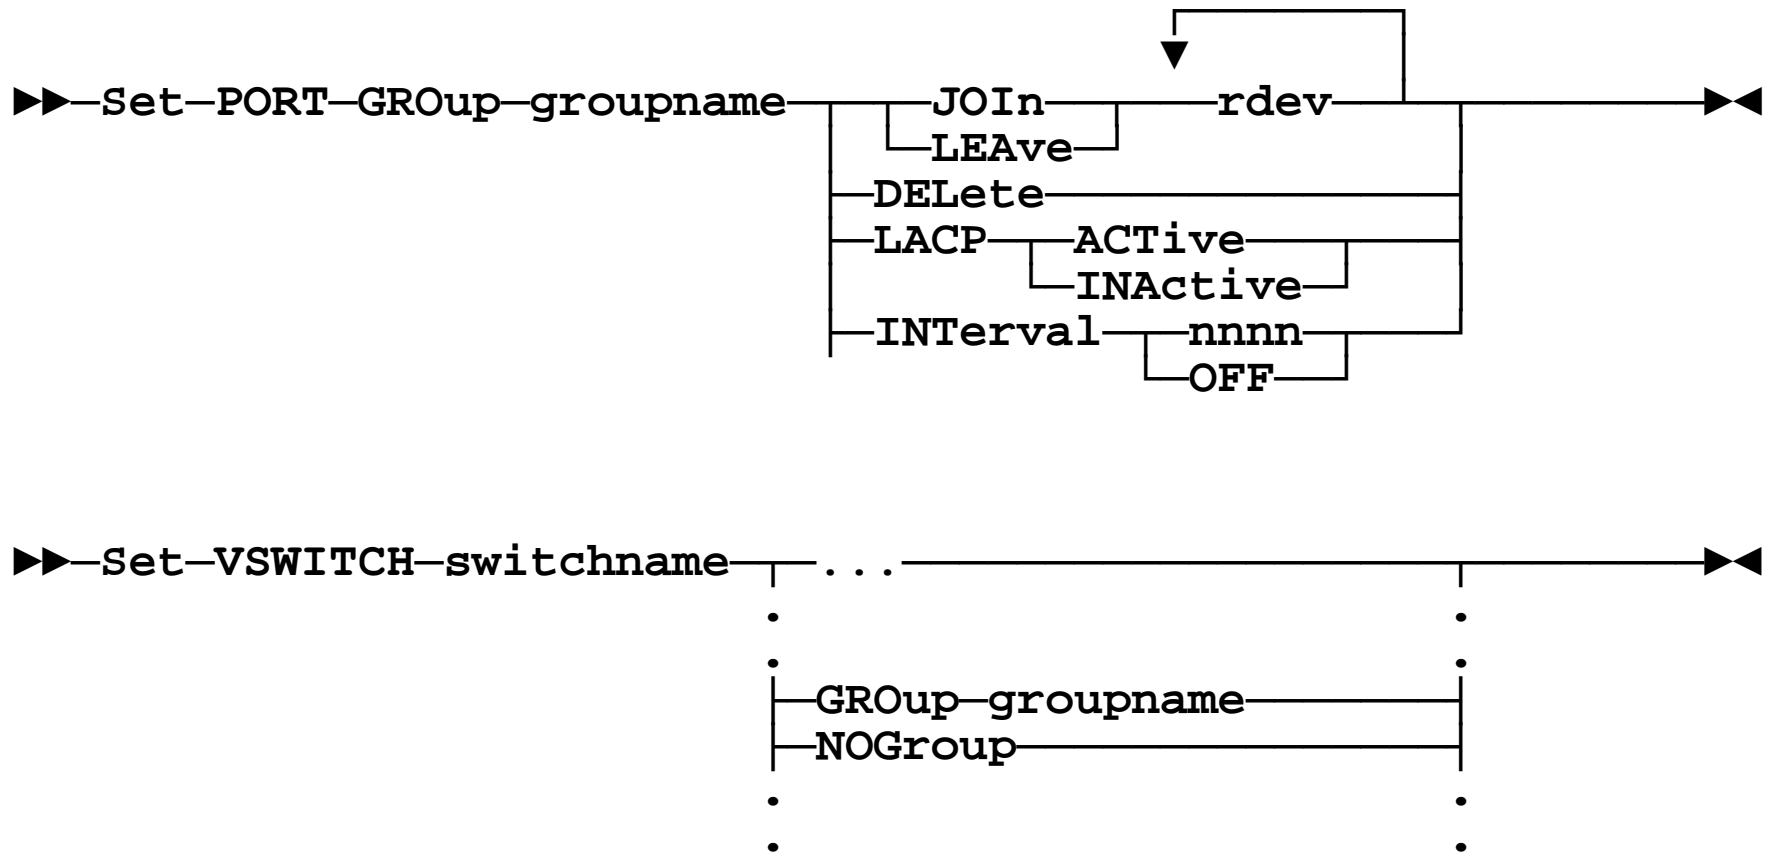 Set PORT GROup groupname JOIn rdev
LEAve
DELete
LACP ACTive
INActive
INTerval nnnn
OFF
Set VSWITCH switchname ...
. .
. .
GROup groupname
NOGroup
. .
. .